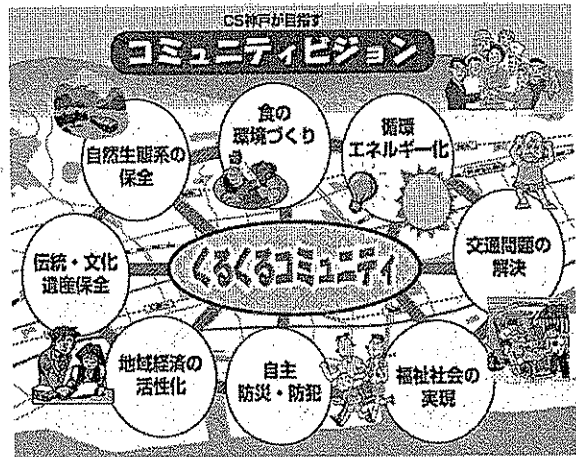 CS神戸が目指す
コミュニティビジョン
自然生態系の
保全
食の
環境づくり
循環
エネルギー化
伝統・文化
遺産保全
くるくるコミュニティ
交通問題の
解決
地域経済の
活性化
自主
防災・防犯
福祉社会の
実現